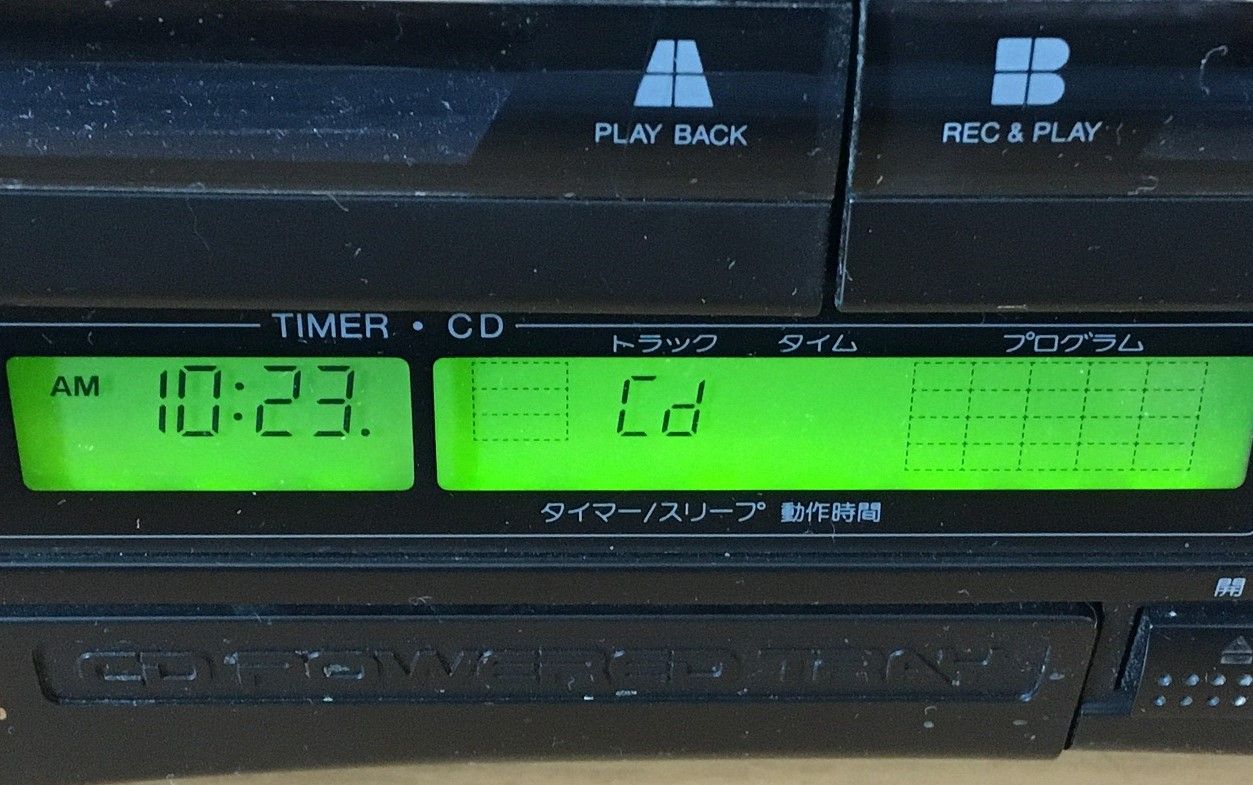 A
B
PLAY BACK
REC & PLAY
TIMER • CD
トラック タイム プログラム
AM 10:23.
Cd
タイマー/スリープ 動作時間
開
CD POWERED TRAY